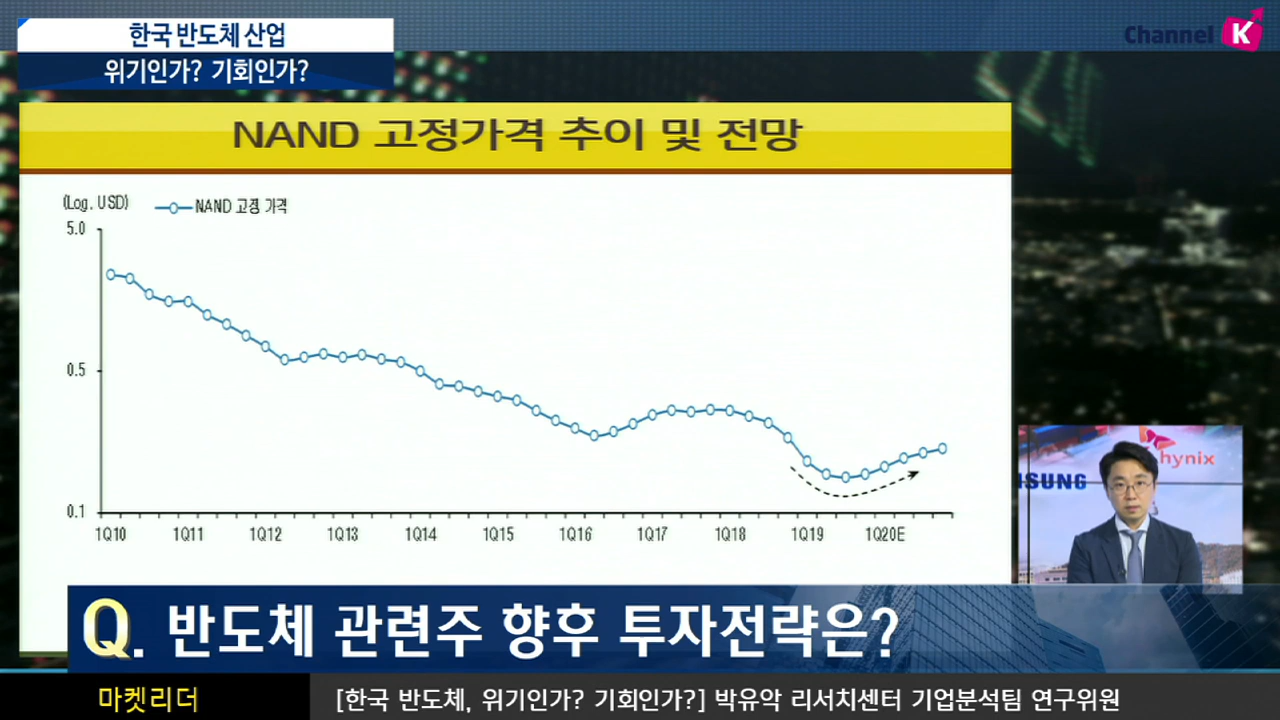 한국 반도체 산업
위기인가? 기회인가?
Channel K
NAND 고정가격 추이 및 전망
(Log. USD)
NAND 고정 가격
5.0
0.5
0.1
1Q10 1Q11 1Q12 1Q13 1Q14 1Q15 1Q16 1Q17 1Q18 1Q19 1Q20E
hynix
SUNG
Q. 반도체 관련주 향후 투자전략은?
마켓리더
[한국 반도체, 위기인가? 기회인가?] 박유악 리서치센터 기업분석팀 연구위원